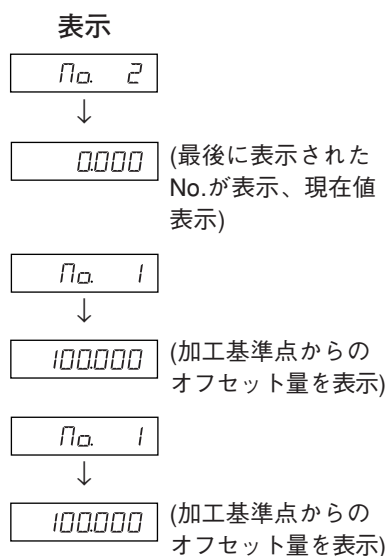 表示
No. 2
↓
0.000
(最後に表示された
No.が表示、現在値
表示)
No. 1
↓
100.000
(加工基準点からの
オフセット量を表示)
No. 1
↓
100.000
(加工基準点からの
オフセット量を表示)